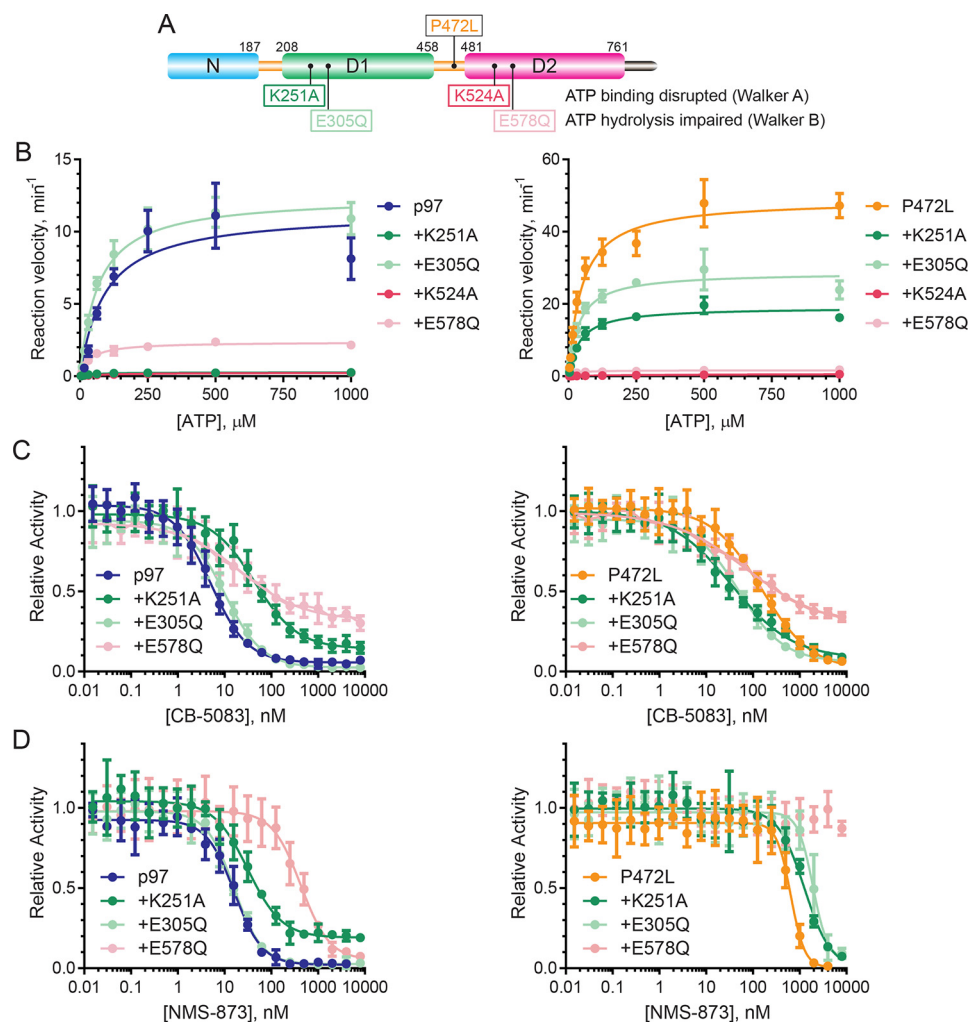 A
P472L
187 208 458 481 761
N D1 D2
K251A K524A ATP binding disrupted (Walker A)
E305Q E578Q ATP hydrolysis impaired (Walker B)
B
Reaction velocity, min-1
15
10
5
0
0 250 500 750 1000
[ATP], μM
p97
+K251A
+E305Q
+K524A
+E578Q
Reaction velocity, min-1
60
40
20
0
0 250 500 750 1000
[ATP], μM
P472L
+K251A
+E305Q
+K524A
+E578Q
C
Relative Activity
1.0
0.5
0.0
p97
+K251A
+E305Q
+E578Q
0.01 0.1 1 10 100 1000 10000
[CB-5083], nM
Relative Activity
1.0
0.5
0.0
P472L
+K251A
+E305Q
+E578Q
0.01 0.1 1 10 100 1000 10000
[CB-5083], nM
D
Relative Activity
1.0
0.5
0.0
p97
+K251A
+E305Q
+E578Q
0.01 0.1 1 10 100 1000 10000
[NMS-873], nM
Relative Activity
1.0
0.5
0.0
P472L
+K251A
+E305Q
+E578Q
0.01 0.1 1 10 100 1000 10000
[NMS-873], nM